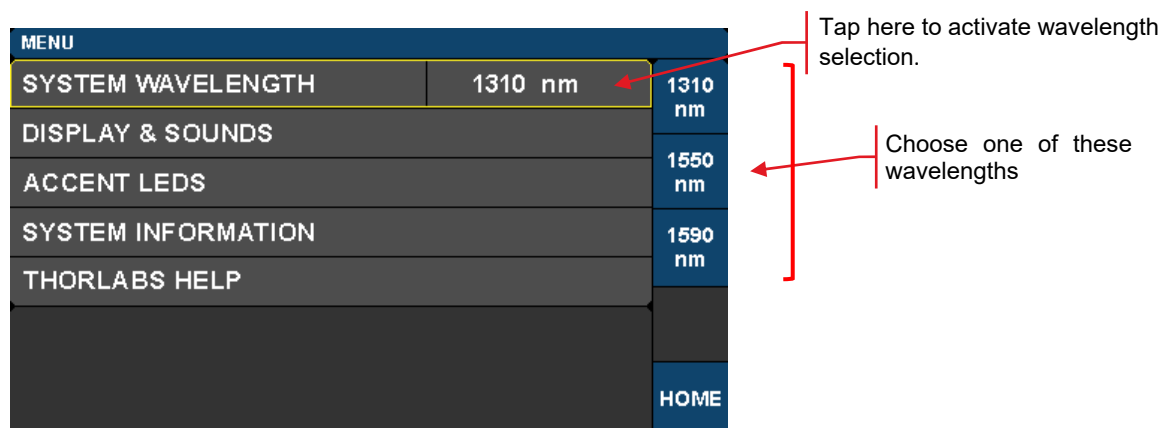 Tap here to activate wavelength
selection.
MENU
SYSTEM WAVELENGTH 1310 nm
DISPLAY & SOUNDS
ACCENT LEDS
SYSTEM INFORMATION
THORLABS HELP
1310
nm
1550
nm
1590
nm
HOME
Choose one of these
wavelengths